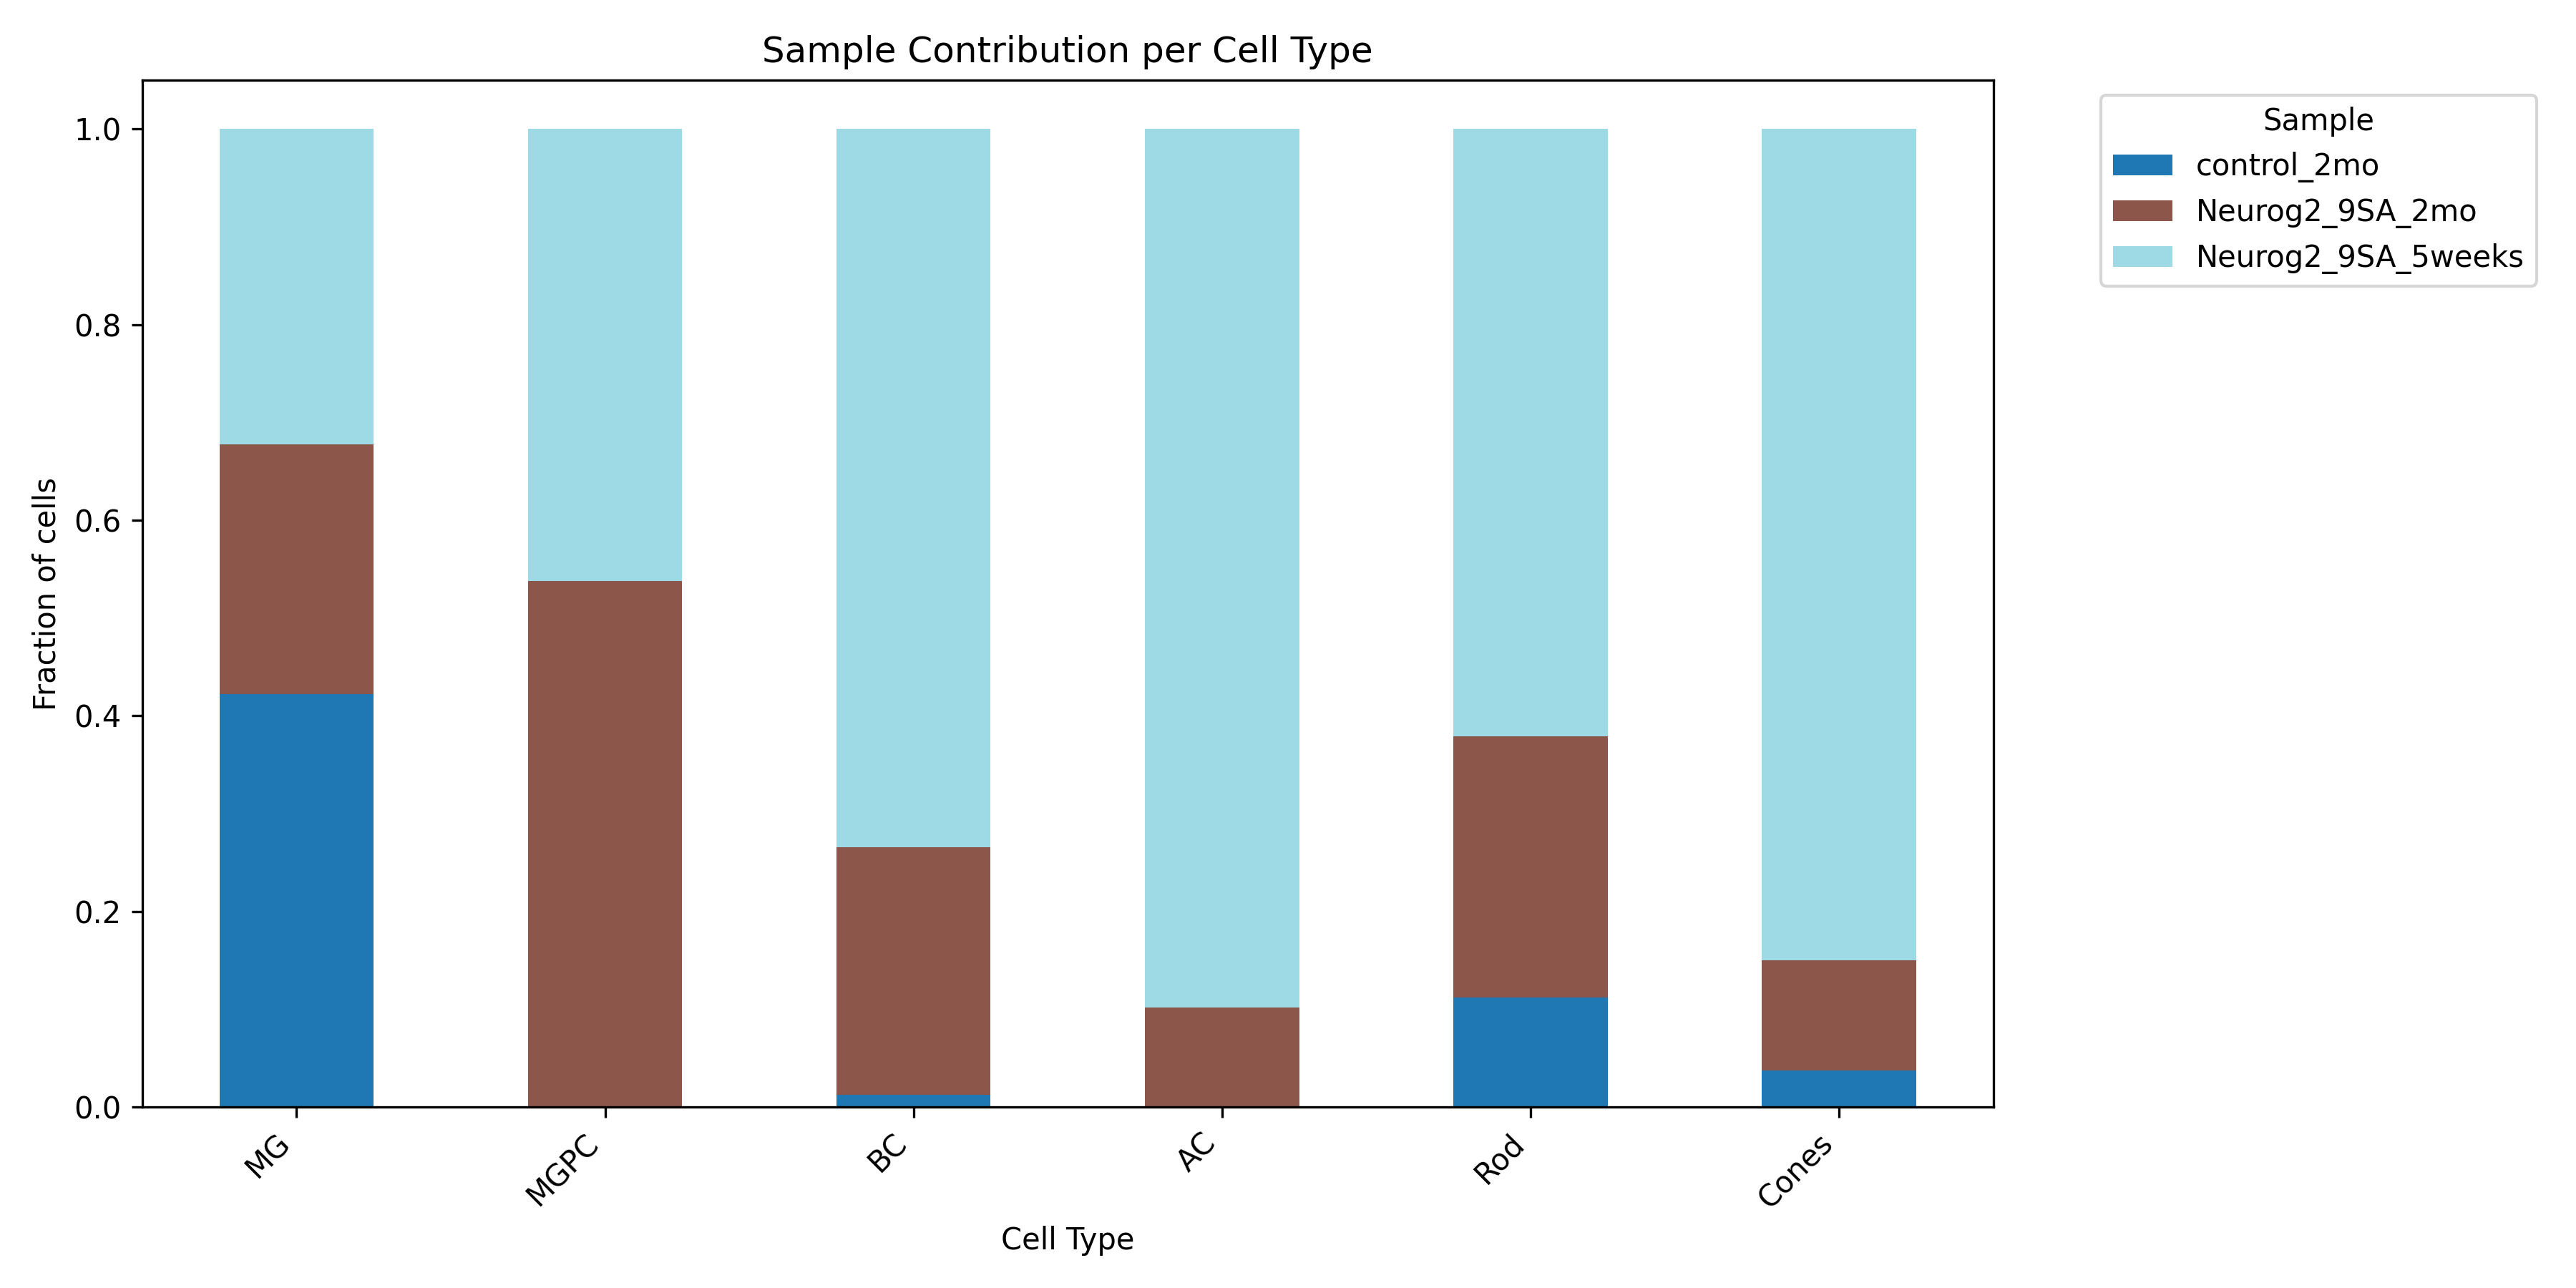 Sample Contribution per Cell Type
Sample
control_2mo
Neurog2_9SA_2mo
Neurog2_9SA_5weeks
Fraction of cells
1.0
0.8
0.6
0.4
0.2
0.0
MG
MGPC
BC
AC
Rod
Cones
Cell Type